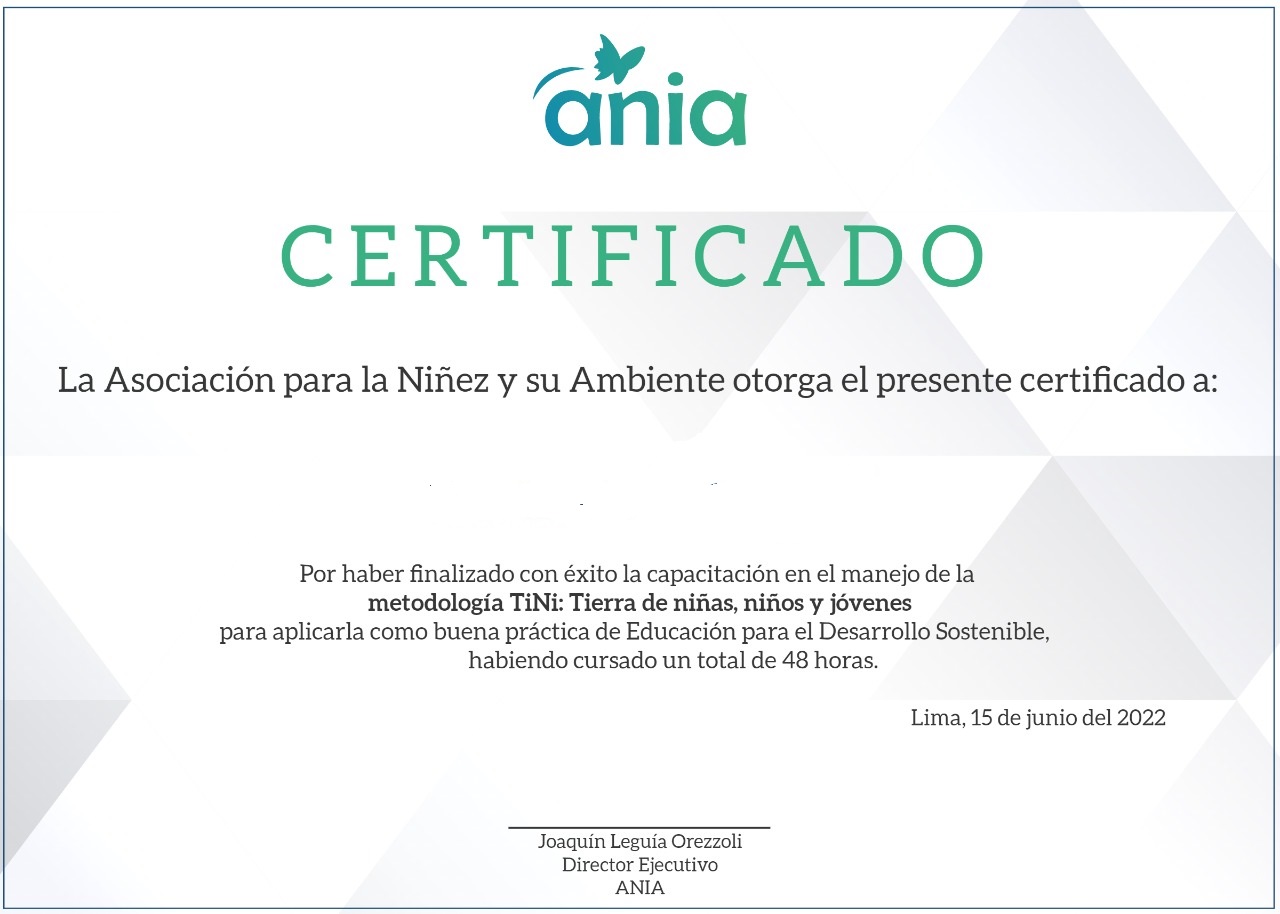 ania
CERTIFICADO
La Asociación para la Niñez y su Ambiente otorga el presente certificado a:
Por haber finalizado con éxito la capacitación en el manejo de la
metodología TiNi: Tierra de niñas, niños y jóvenes
para aplicarla como buena práctica de Educación para el Desarrollo Sostenible,
habiendo cursado un total de 48 horas.
Lima, 15 de junio del 2022
Joaquín Leguía Orezzoli
Director Ejecutivo
ANIA